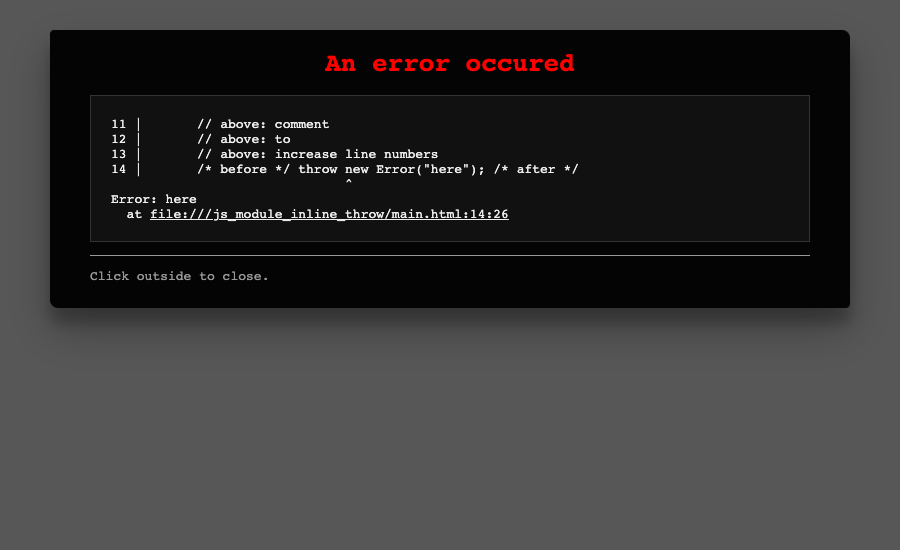 An error occured
11 |       // above: comment
12 |       // above: to
13 |       // above: increase line numbers
14 |       /* before */ throw new Error("here"); /* after */
                              ^
Error: here
  at file:///js_module_inline_throw/main.html:14:26
Click outside to close.